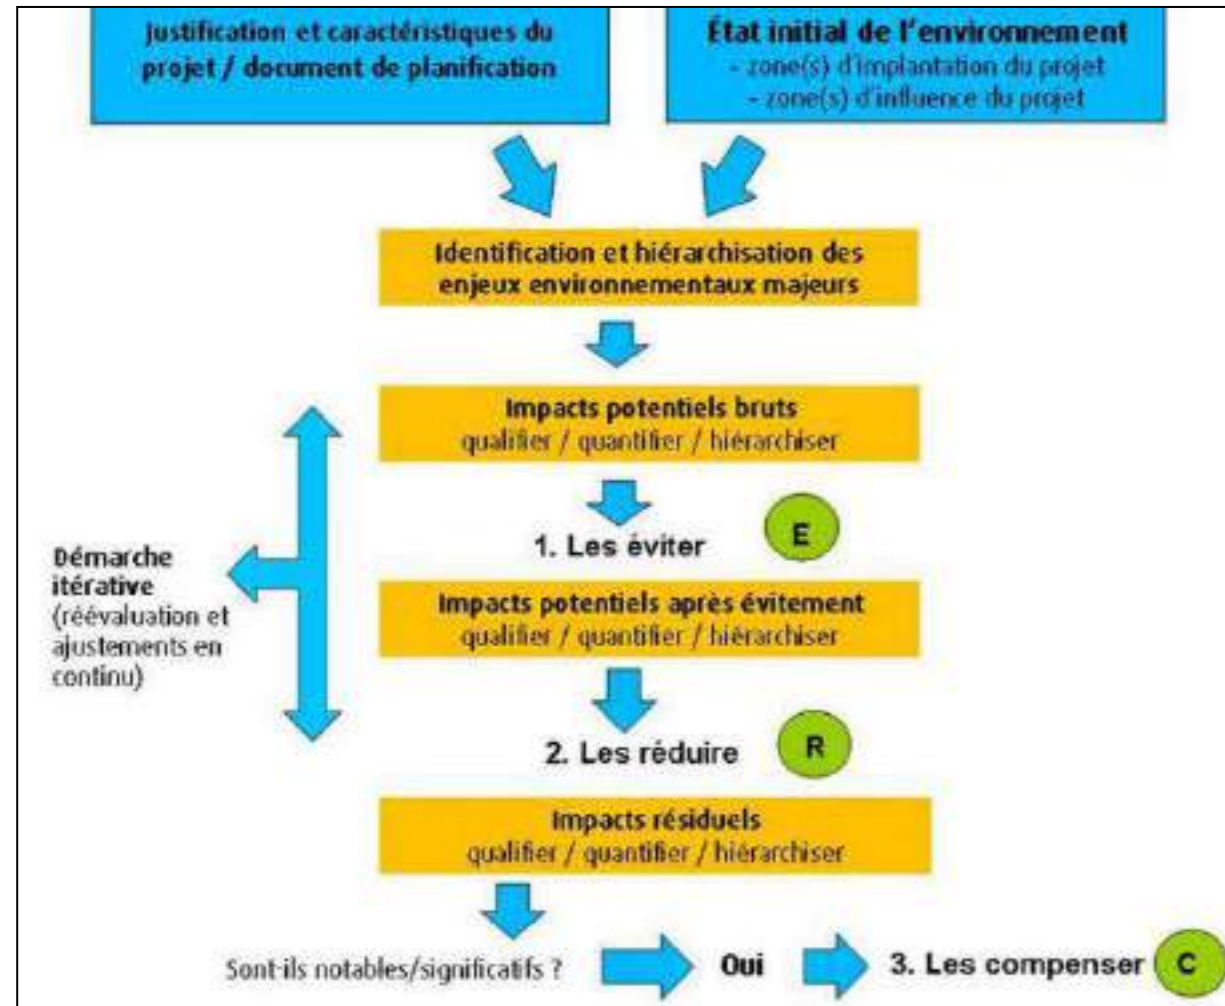 Justification et caractéristiques du
projet / document de planification
État initial de l'environnement
- zone(s) d'implantation du projet
- zone(s) d'influence du projet
Identification et hiérarchisation des
enjeux environnementaux majeurs
Impacts potentiels bruts
qualifier / quantifier / hiérarchiser
1. Les éviter
E
Démarche
itérative
(réévaluation et
ajustements en
continu)
Impacts potentiels après évitement
qualifier / quantifier / hiérarchiser
2. Les réduire
R
Impacts résiduels
qualifier / quantifier / hiérarchiser
Sont-ils notables/significatifs ?
Oui
3. Les compenser
C